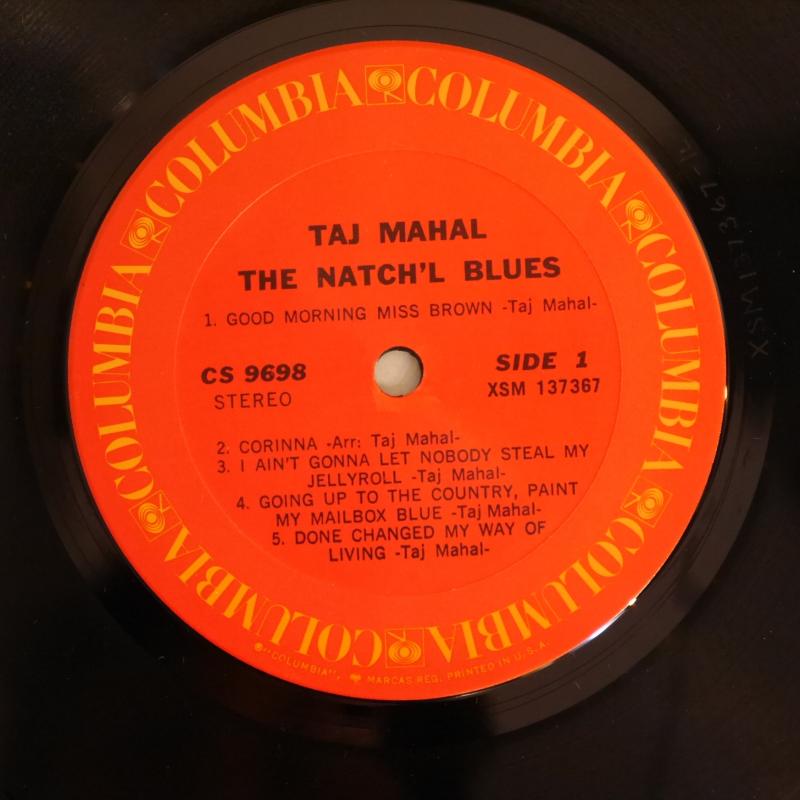 COLUMBIA COLUMBIA COLUMBIA COLUMBIA COLUMBIA COLUMBIA
TAJ MAHAL
THE NATCH'L BLUES
1. GOOD MORNING MISS BROWN -Taj Mahal-
CS 9698
STEREO
SIDE 1
XSM 137367
2. CORINNA -Arr: Taj Mahal-
3. I AIN'T GONNA LET NOBODY STEAL MY
JELLYROLL -Taj Mahal-
4. GOING UP TO THE COUNTRY, PAINT
MY MAILBOX BLUE -Taj Mahal-
5. DONE CHANGED MY WAY OF
LIVING -Taj Mahal-
® "COLUMBIA", MARCAS REG. PRINTED IN U.S.A.